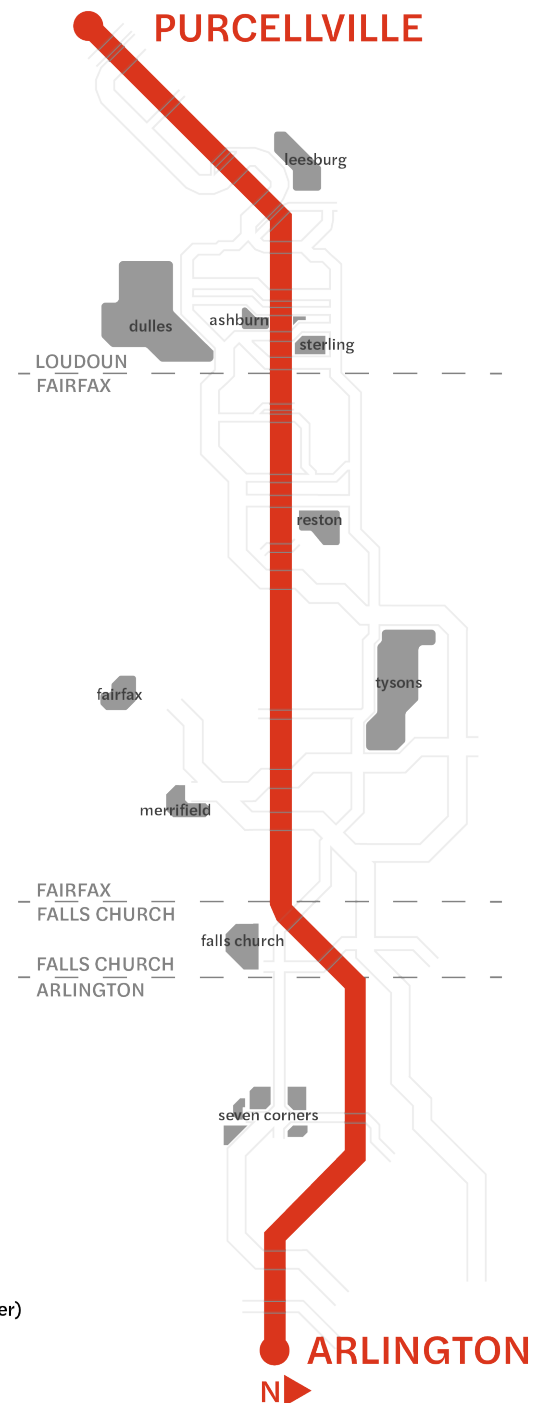 PURCELLVILLE
leesburg
dulles
ashburn
sterling
LOUDOUN
FAIRFAX
reston
tysons
fairfax
merrifield
FAIRFAX
FALLS CHURCH
falls church
FALLS CHURCH
ARLINGTON
seven corners
er)
ARLINGTON
N